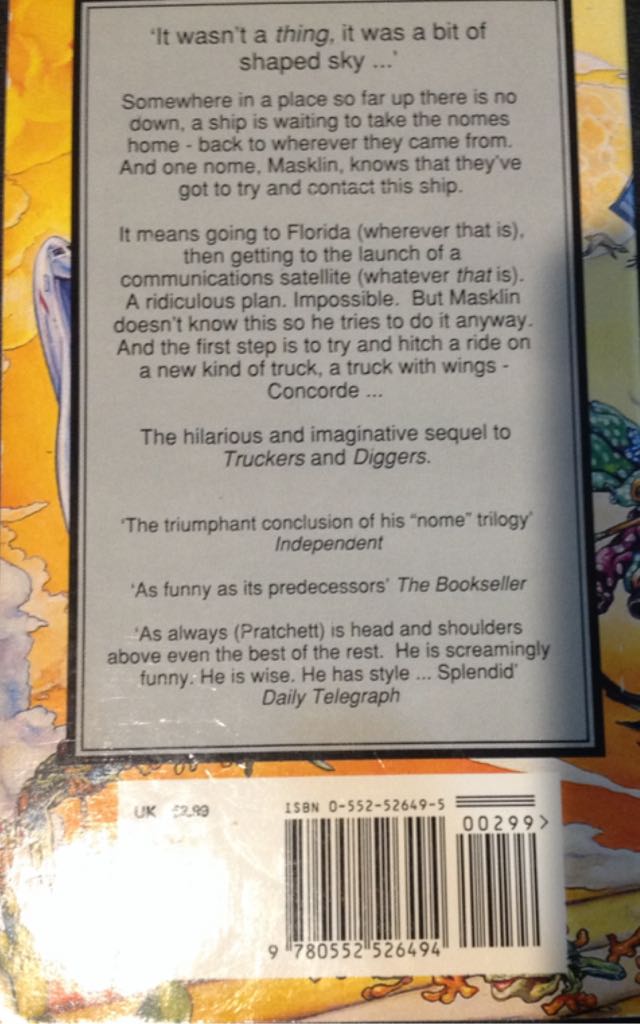 'It wasn't a thing, it was a bit of
shaped sky ...'
Somewhere in a place so far up there is no
down, a ship is waiting to take the nomes
home - back to wherever they came from.
And one nome, Masklin, knows that they've
got to try and contact this ship.
It means going to Florida (wherever that is),
then getting to the launch of a
communications satellite (whatever that is).
A ridiculous plan. Impossible. But Masklin
doesn't know this so he tries to do it anyway.
And the first step is to try and hitch a ride on
a new kind of truck, a truck with wings -
Concorde ...
The hilarious and imaginative sequel to
Truckers and Diggers.
'The triumphant conclusion of his "nome" trilogy'
Independent
'As funny as its predecessors' The Bookseller
'As always (Pratchett) is head and shoulders
above even the best of the rest. He is screamingly
funny. He is wise. He has style ... Splendid'
Daily Telegraph
UK £2.99
ISBN 0-552-52649-5
00299>
9 780552 526494